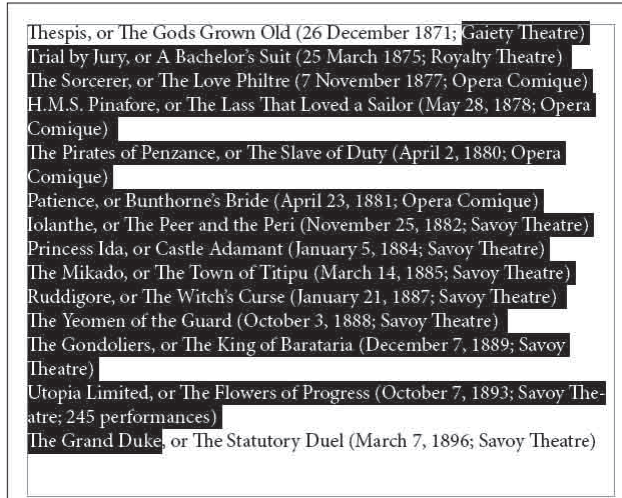 Thespis, or The Gods Grown Old (26 December 1871; Gaiety Theatre)
Trial by Jury, or A Bachelor's Suit (25 March 1875; Royalty Theatre)
The Sorcerer, or The Love Philtre (7 November 1877; Opera Comique)
H.M.S. Pinafore, or The Lass That Loved a Sailor (May 28, 1878; Opera
Comique)
The Pirates of Penzance, or The Slave of Duty (April 2, 1880; Opera
Comique)
Patience, or Bunthorne's Bride (April 23, 1881; Opera Comique)
Iolanthe, or The Peer and the Peri (November 25, 1882; Savoy Theatre)
Princess Ida, or Castle Adamant (January 5, 1884; Savoy Theatre)
The Mikado, or The Town of Titipu (March 14, 1885; Savoy Theatre)
Ruddigore, or The Witch's Curse (January 21, 1887; Savoy Theatre)
The Yeomen of the Guard (October 3, 1888; Savoy Theatre)
The Gondoliers, or The King of Barataria (December 7, 1889; Savoy
Theatre)
Utopia Limited, or The Flowers of Progress (October 7, 1893; Savoy The-
atre; 245 performances)
The Grand Duke, or The Statutory Duel (March 7, 1896; Savoy Theatre)